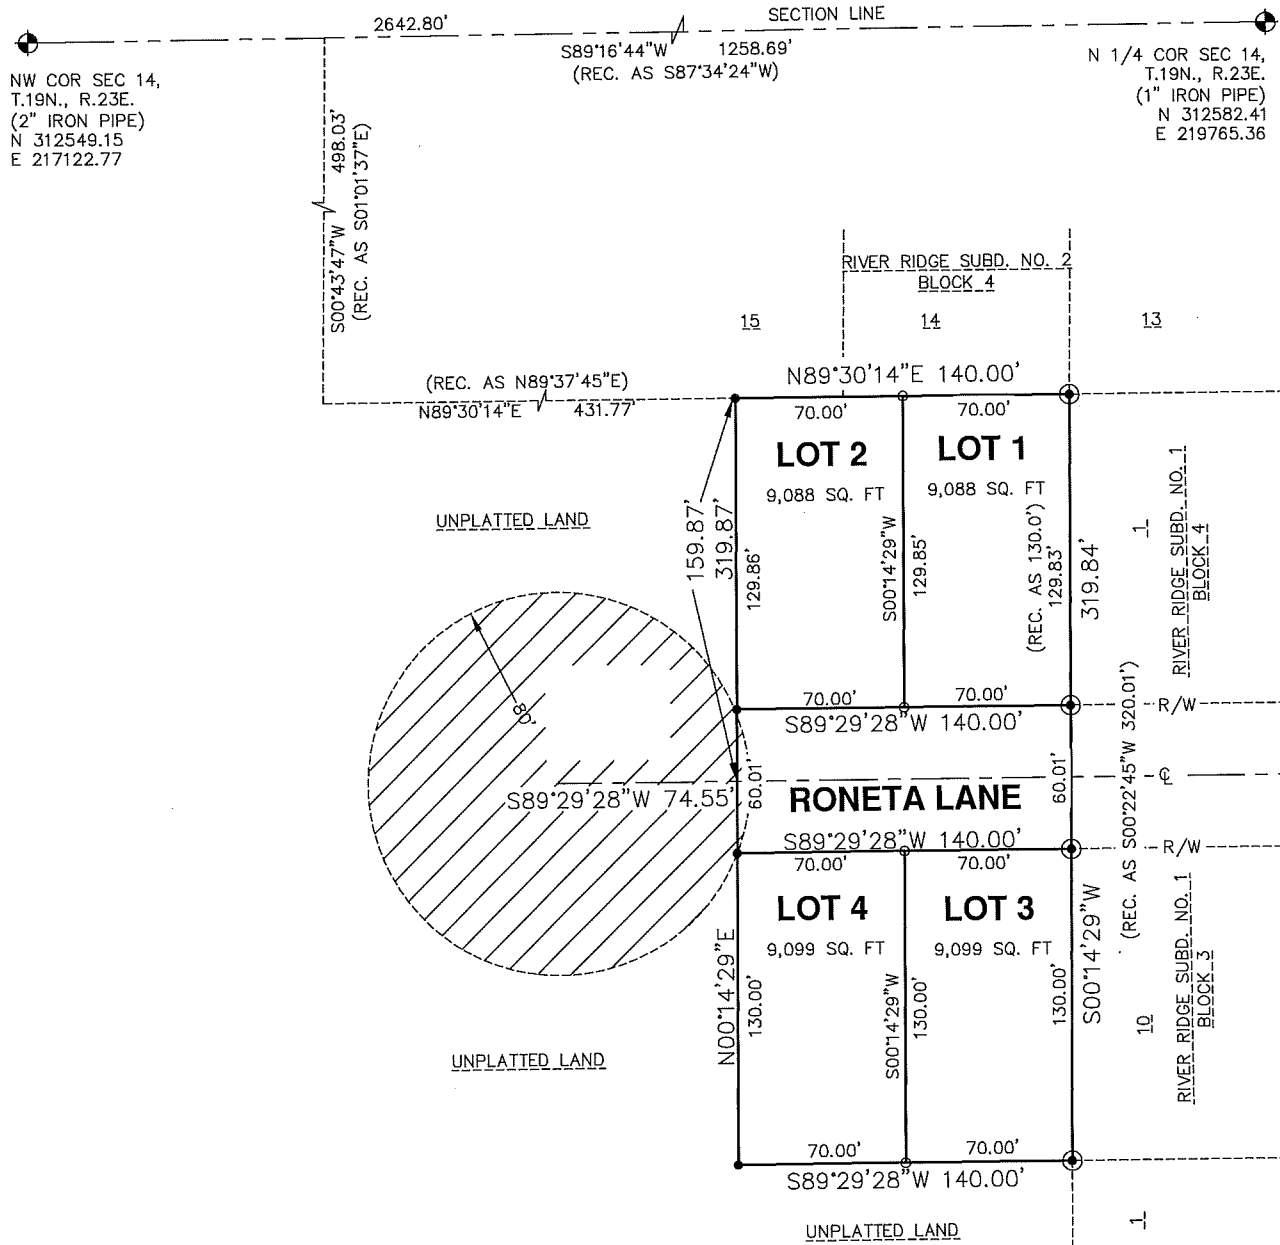 2642.80'
SECTION LINE
S89°16'44"W 1258.69'
(REC. AS S87°34'24"W)
NW COR SEC 14,
T.19N., R.23E.
(2" IRON PIPE)
N 312549.15
E 217122.77
N 1/4 COR SEC 14,
T.19N., R.23E.
(1" IRON PIPE)
N 312582.41
E 219765.36
S00°43'47"W 498.03'
(REC. AS S01°01'37"E)
RIVER RIDGE SUBD. NO. 2
BLOCK 4
15
14
13
(REC. AS N89°37'45"E)
N89°30'14"E 431.77'
N89°30'14"E 140.00'
70.00'
70.00'
LOT 2
9,088 SQ. FT
LOT 1
9,088 SQ. FT
UNPLATTED LAND
159.87'
319.87'
129.86'
S00°14'29"W
129.85'
(REC. AS 130.0')
129.83'
319.84'
1
RIVER RIDGE SUBD. NO. 1
BLOCK 4
80'
70.00'
70.00'
S89°29'28"W 140.00'
R/W
S89°29'28"W 74.55'
60.01'
RONETA LANE
60.01'
℄
(REC. AS S00°22'45"W 320.01')
S89°29'28"W 140.00'
R/W
70.00'
70.00'
LOT 4
9,099 SQ. FT
LOT 3
9,099 SQ. FT
N00°14'29"E
130.00'
S00°14'29"W
130.00'
130.00'
S00°14'29"W
10
RIVER RIDGE SUBD. NO. 1
BLOCK 3
UNPLATTED LAND
70.00'
70.00'
S89°29'28"W 140.00'
UNPLATTED LAND
1